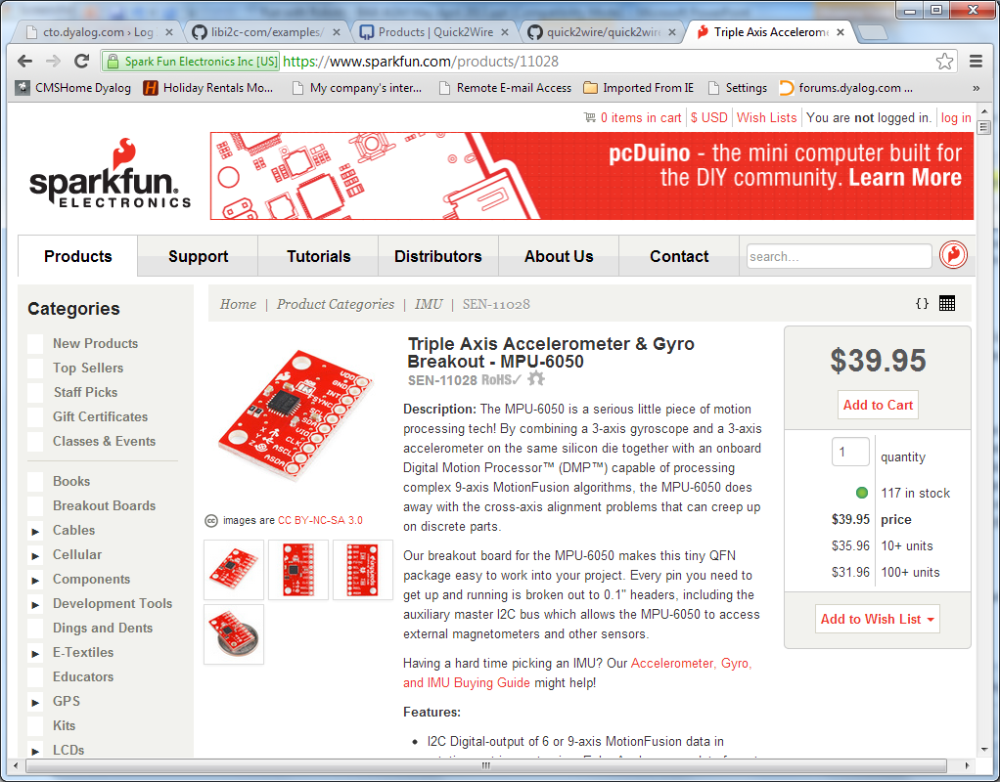 cto.dyalog.com › Log
libi2c-com/examples/
Products | Quick2Wire
quick2wire/quick2wire
Triple Axis Accelerom
Spark Fun Electronics Inc [US] https://www.sparkfun.com/products/11028
CMSHome Dyalog
Holiday Rentals Mo...
My company's inter...
Remote E-mail Access
Imported From IE
Settings
forums.dyalog.com ...
»
0 items in cart
$ USD
Wish Lists
You are not logged in.
log in
sparkfun.
ELECTRONICS
pcDuino - the mini computer built for
the DIY community. Learn More
Products
Support
Tutorials
Distributors
About Us
Contact
search...
Categories
New Products
Top Sellers
Staff Picks
Gift Certificates
Classes & Events
Books
Breakout Boards
Cables
Cellular
Components
Development Tools
Dings and Dents
E-Textiles
Educators
GPS
Kits
LCDs
Home | Product Categories | IMU | SEN-11028
{ }
VDD
GND
INT
FSYNC
SCL
SDA
VIO
CLK
ASCL
ASDA
X
Y
Z
cc images are CC BY-NC-SA 3.0
Triple Axis Accelerometer & Gyro
Breakout - MPU-6050
SEN-11028 RoHS✓
Description: The MPU-6050 is a serious little piece of motion
processing tech! By combining a 3-axis gyroscope and a 3-axis
accelerometer on the same silicon die together with an onboard
Digital Motion Processor™ (DMP™) capable of processing
complex 9-axis MotionFusion algorithms, the MPU-6050 does
away with the cross-axis alignment problems that can creep up
on discrete parts.
Our breakout board for the MPU-6050 makes this tiny QFN
package easy to work into your project. Every pin you need to
get up and running is broken out to 0.1" headers, including the
auxiliary master I2C bus which allows the MPU-6050 to access
external magnetometers and other sensors.
Having a hard time picking an IMU? Our Accelerometer, Gyro,
and IMU Buying Guide might help!
Features:
• I2C Digital-output of 6 or 9-axis MotionFusion data in
$39.95
Add to Cart
1 quantity
117 in stock
$39.95 price
$35.96 10+ units
$31.96 100+ units
Add to Wish List